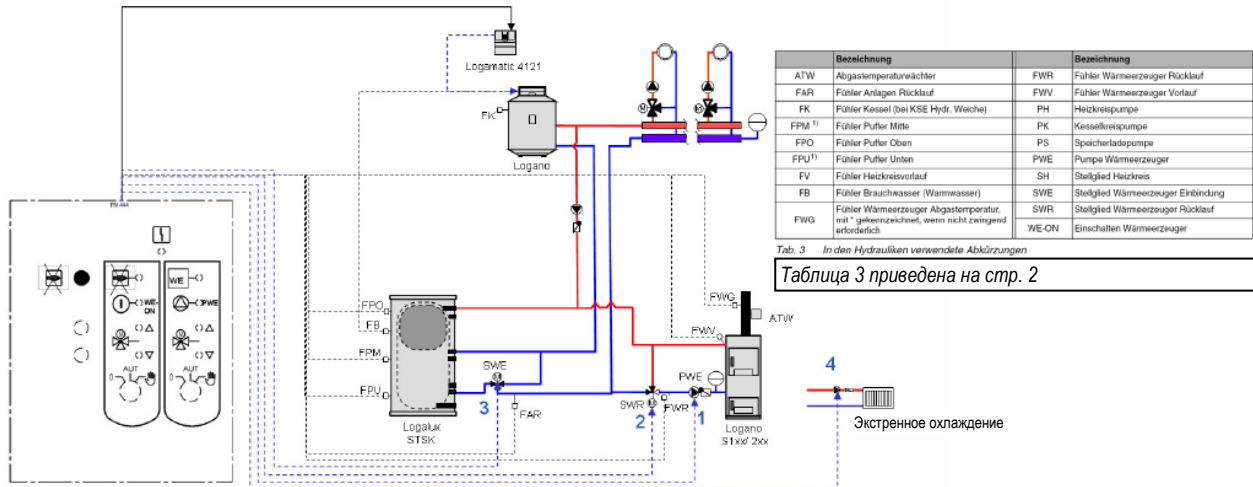 Logamatic 4121
FK
Logano
FM 444
WE
WE-ON
PWE
AUT
AUT
FPO
FB
FPM
FPU
Logalux
STSK
SWE
3
FAR
SWR
2
FWR
PWE
1
FWG
ATW
FWV
Logano
S1xx/ 2xx
4
Экстренное охлаждение
Bezeichnung Bezeichnung
ATW Abgastemperaturwächter FWR Fühler Wärmeerzeuger Rücklauf
FAR Fühler Anlagen Rücklauf FWV Fühler Wärmeerzeuger Vorlauf
FK Fühler Kessel (bei KSE Hydr. Weiche) PH Heizkreispumpe
FPM 1) Fühler Puffer Mitte PK Kesselkreispumpe
FPO Fühler Puffer Oben PS Speicherladepumpe
FPU 1) Fühler Puffer Unten PWE Pumpe Wärmeerzeuger
FV Fühler Heizkreisvorlauf SH Stellglied Heizkreis
FB Fühler Brauchwasser (Warmwasser) SWE Stellglied Wärmeerzeuger Einbindung
FWG Fühler Wärmeerzeuger Abgastemperatur, SWR Stellglied Wärmeerzeuger Rücklauf
mit * gekennzeichnet, wenn nicht zwingend
erforderlich WE-ON Einschalten Wärmeerzeuger
Tab. 3 In den Hydrauliken verwendete Abkürzungen
Таблица 3 приведена на стр. 2